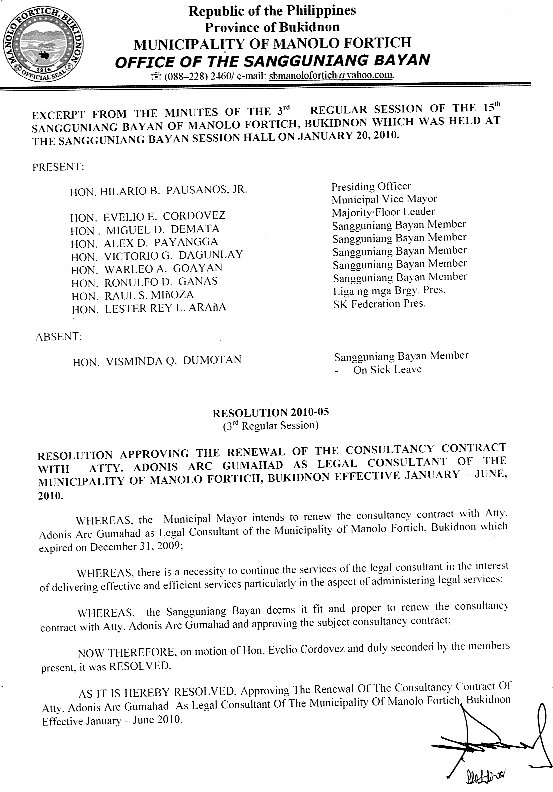 MANOLO FORTICH, BUKIDNON
OFFICIAL SEAL
Republic of the Philippines
Province of Bukidnon
MUNICIPALITY OF MANOLO FORTICH
OFFICE OF THE SANGGUNIANG BAYAN
☏ (088-228) 2460/ e-mail: sbmanolofortich@yahoo.com.
EXCERPT FROM THE MINUTES OF THE 3rd REGULAR SESSION OF THE 15th
SANGGUNIANG BAYAN OF MANOLO FORTICH, BUKIDNON WHICH WAS HELD AT
THE SANGGUNIANG BAYAN SESSION HALL ON JANUARY 20, 2010.
PRESENT:
HON. HILARIO B. PAUSANOS, JR. Presiding Officer
Municipal Vice Mayor
HON. EVELIO E. CORDOVEZ Majority-Floor Leader
HON . MIGUEL D. DEMATA Sangguniang Bayan Member
HON. ALEX D. PAYANGGA Sangguniang Bayan Member
HON. VICTORIO G. DAGUNLAY Sangguniang Bayan Member
HON. WARLEO A. GOAYAN Sangguniang Bayan Member
HON. RONULFO D. GANAS Sangguniang Bayan Member
HON. RAUL S. MIñOZA Liga ng mga Brgy. Pres.
HON. LESTER REY L. ARAñA SK Federation Pres.
ABSENT:
HON. VISMINDA Q. DUMOTAN Sangguniang Bayan Member
- On Sick Leave
RESOLUTION 2010-05
(3rd Regular Session)
RESOLUTION APPROVING THE RENEWAL OF THE CONSULTANCY CONTRACT
WITH ATTY. ADONIS ARC GUMAHAD AS LEGAL CONSULTANT OF THE
MUNICIPALITY OF MANOLO FORTICH, BUKIDNON EFFECTIVE JANUARY – JUNE,
2010.
WHEREAS, the Municipal Mayor intends to renew the consultancy contract with Atty.
Adonis Arc Gumahad as Legal Consultant of the Municipality of Manolo Fortich, Bukidnon which
expired on December 31, 2009;
WHEREAS, there is a necessity to continue the services of the legal consultant in the interest
of delivering effective and efficient services particularly in the aspect of administering legal services;
WHEREAS, the Sangguniang Bayan deems it fit and proper to renew the consultancy
contract with Atty. Adonis Arc Gumahad and approving the subject consultancy contract;
NOW THEREFORE, on motion of Hon. Evelio Cordovez and duly seconded by the members
present, it was RESOLVED.
AS IT IS HEREBY RESOLVED, Approving The Renewal Of The Consultancy Contract Of
Atty. Adonis Arc Gumahad As Legal Consultant Of The Municipality Of Manolo Fortich, Bukidnon
Effective January – June 2010.